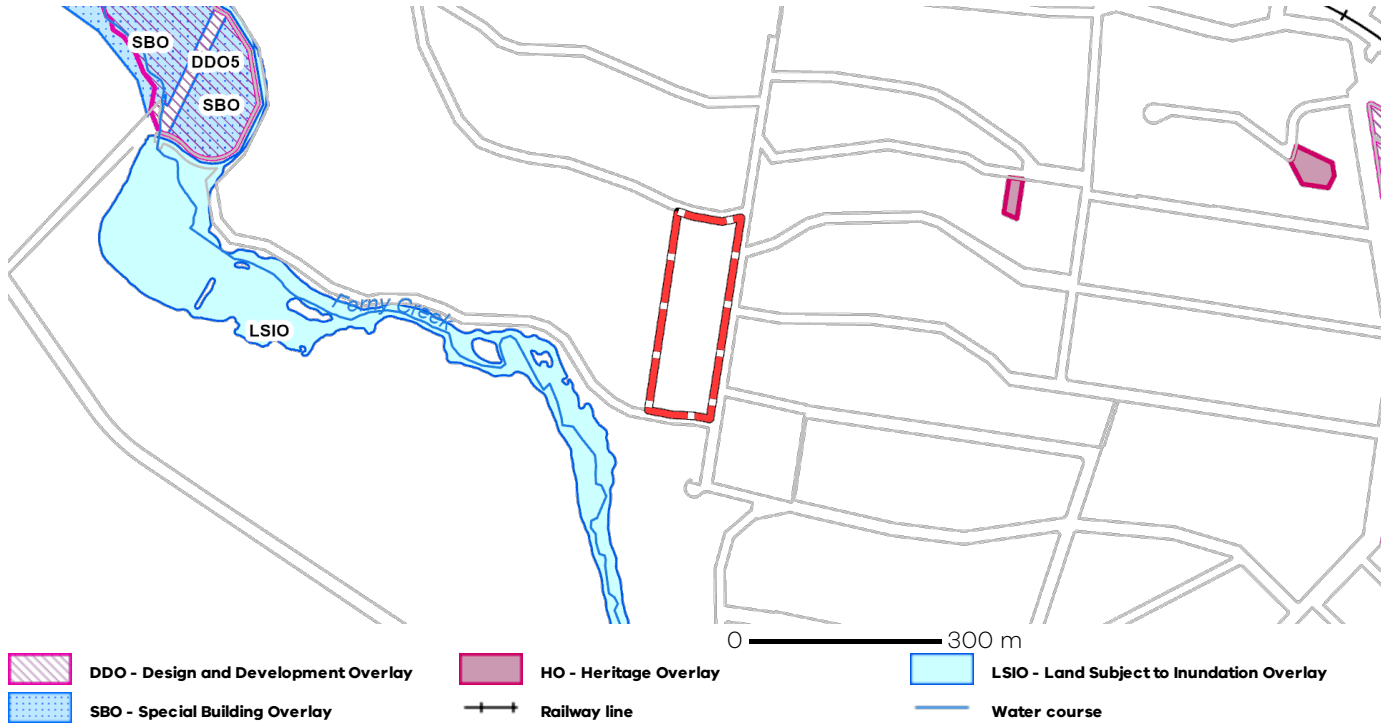 SBO
DDO5
SBO
Ferny Creek
LSIO
0 300 m
DDO - Design and Development Overlay
HO - Heritage Overlay
LSIO - Land Subject to Inundation Overlay
SBO - Special Building Overlay
Railway line
Water course